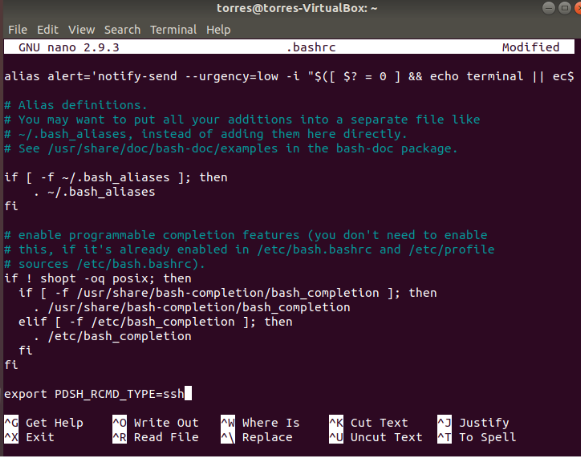 torres@torres-VirtualBox: ~
File Edit View Search Terminal Help
GNU nano 2.9.3 .bashrc Modified
alias alert='notify-send --urgency=low -i "$([ $? = 0 ] && echo terminal || ec$
# Alias definitions.
# You may want to put all your additions into a separate file like
# ~/.bash_aliases, instead of adding them here directly.
# See /usr/share/doc/bash-doc/examples in the bash-doc package.
if [ -f ~/.bash_aliases ]; then
    . ~/.bash_aliases
fi
# enable programmable completion features (you don't need to enable
# this, if it's already enabled in /etc/bash.bashrc and /etc/profile
# sources /etc/bash.bashrc).
if ! shopt -oq posix; then
  if [ -f /usr/share/bash-completion/bash_completion ]; then
    . /usr/share/bash-completion/bash_completion
  elif [ -f /etc/bash_completion ]; then
    . /etc/bash_completion
  fi
fi
export PDSH_RCMD_TYPE=ssh
^G Get Help ^O Write Out ^W Where Is ^K Cut Text ^J Justify
^X Exit ^R Read File ^\ Replace ^U Uncut Text ^T To Spell